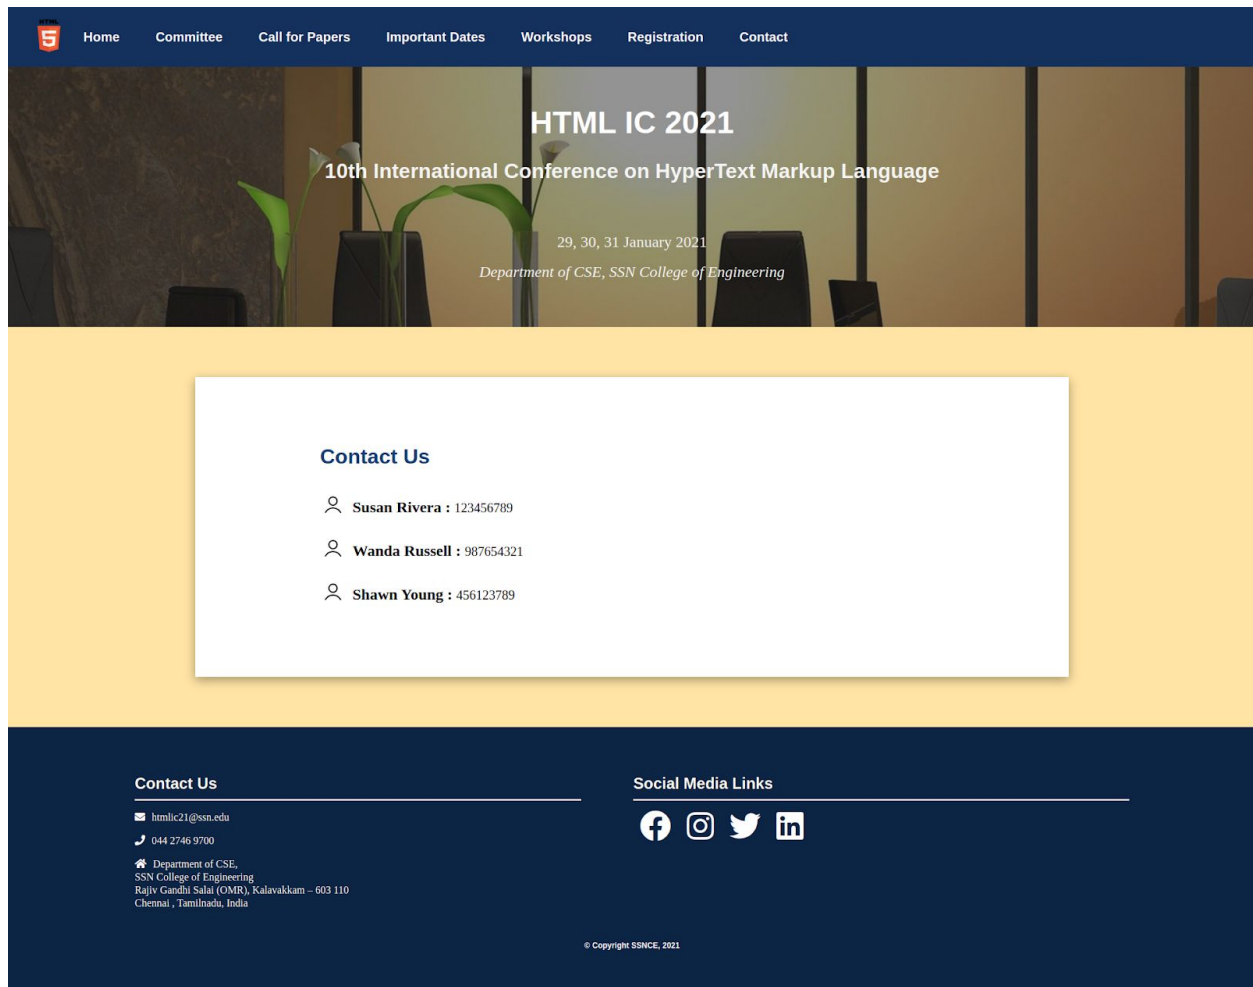 HTML
5
Home Committee Call for Papers Important Dates Workshops Registration Contact
HTML IC 2021
10th International Conference on HyperText Markup Language
29, 30, 31 January 2021
Department of CSE, SSN College of Engineering
Contact Us
Susan Rivera : 123456789
Wanda Russell : 987654321
Shawn Young : 456123789
Contact Us
htmlic21@ssn.edu
044 2746 9700
Department of CSE,
SSN College of Engineering
Rajiv Gandhi Salai (OMR), Kalavakkam – 603 110
Chennai , Tamilnadu, India
Social Media Links
in
© Copyright SSNCE, 2021